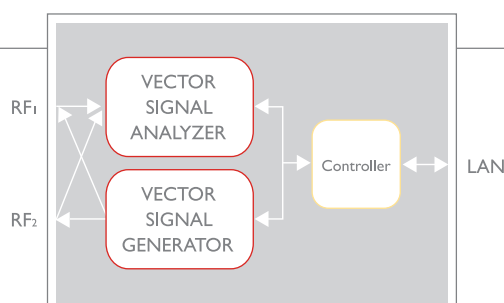 VECTOR
SIGNAL
ANALYZER
RF1
Controller
LAN
VECTOR
SIGNAL
GENERATOR
RF2